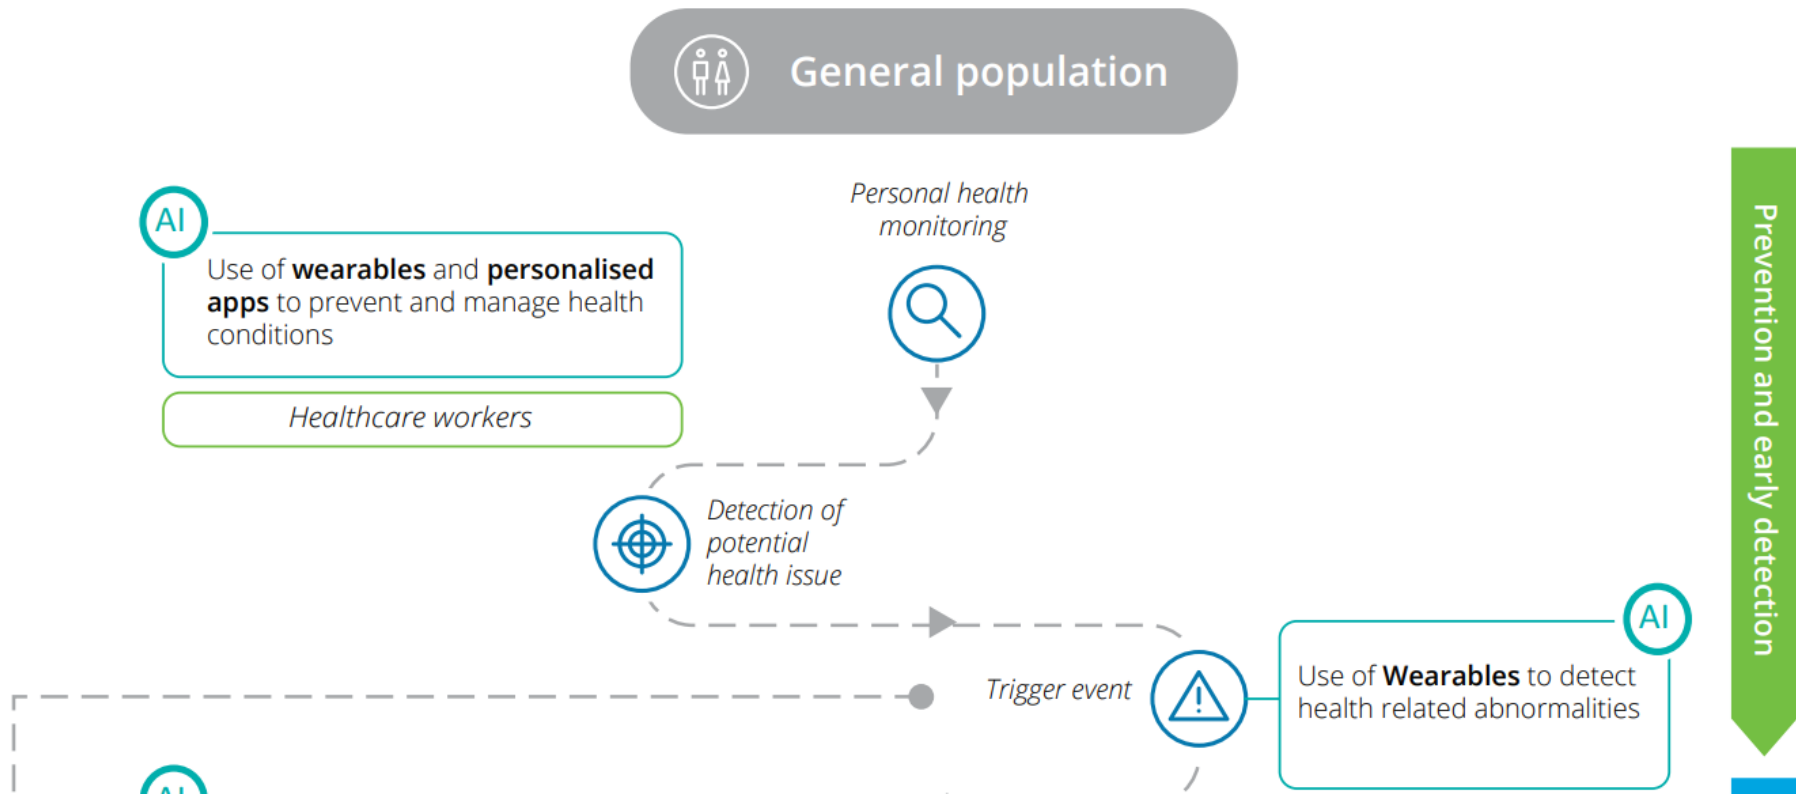 General population
Personal health
monitoring
AI
Use of wearables and personalised
apps to prevent and manage health
conditions
Healthcare workers
Detection of
potential
health issue
Trigger event
AI
Use of Wearables to detect
health related abnormalities
Prevention and early detection
AI